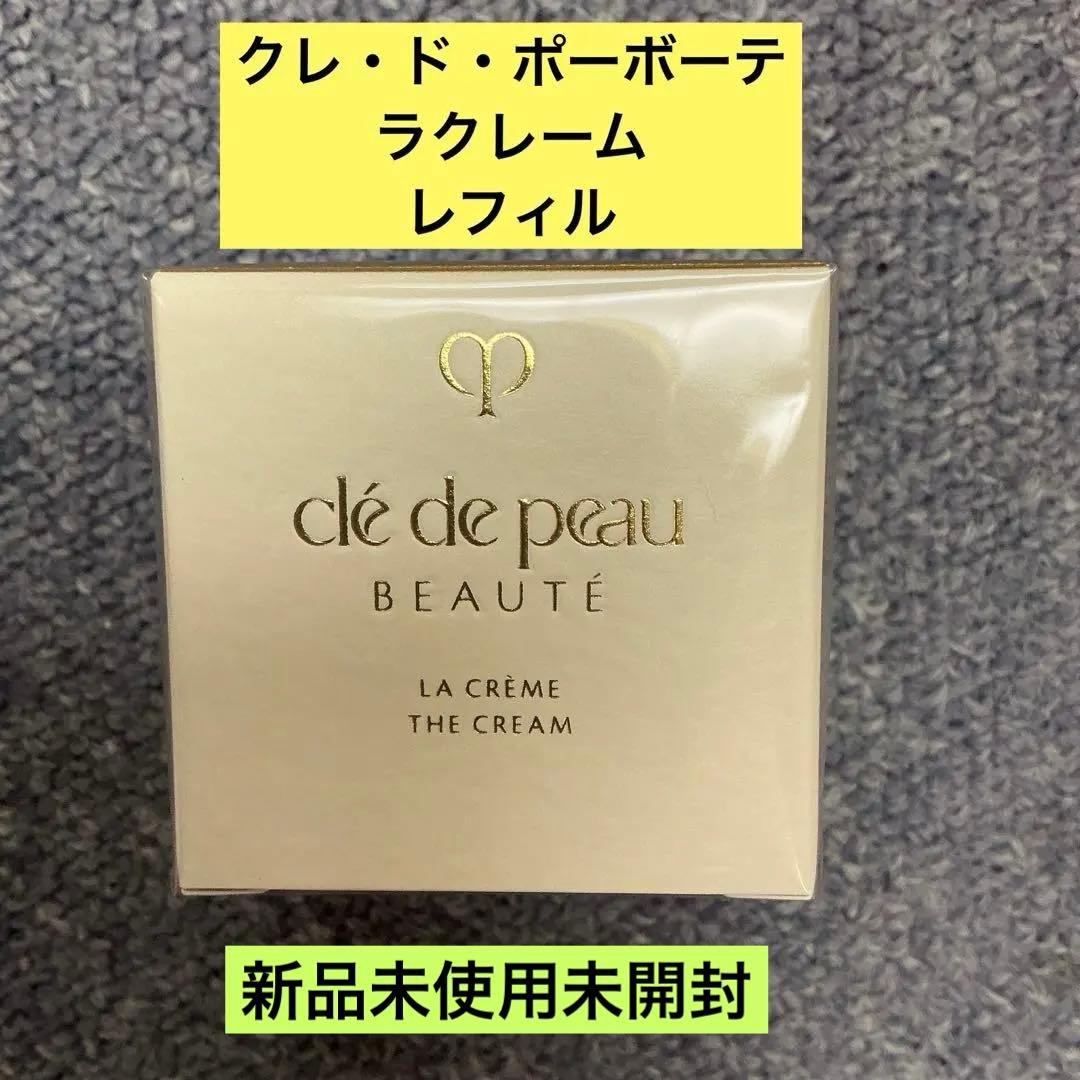 クレ・ド・ポーボーテ
ラクレーム
レフィル
clé de peau
BEAUTÉ
LA CRÈME
THE CREAM
新品未使用未開封